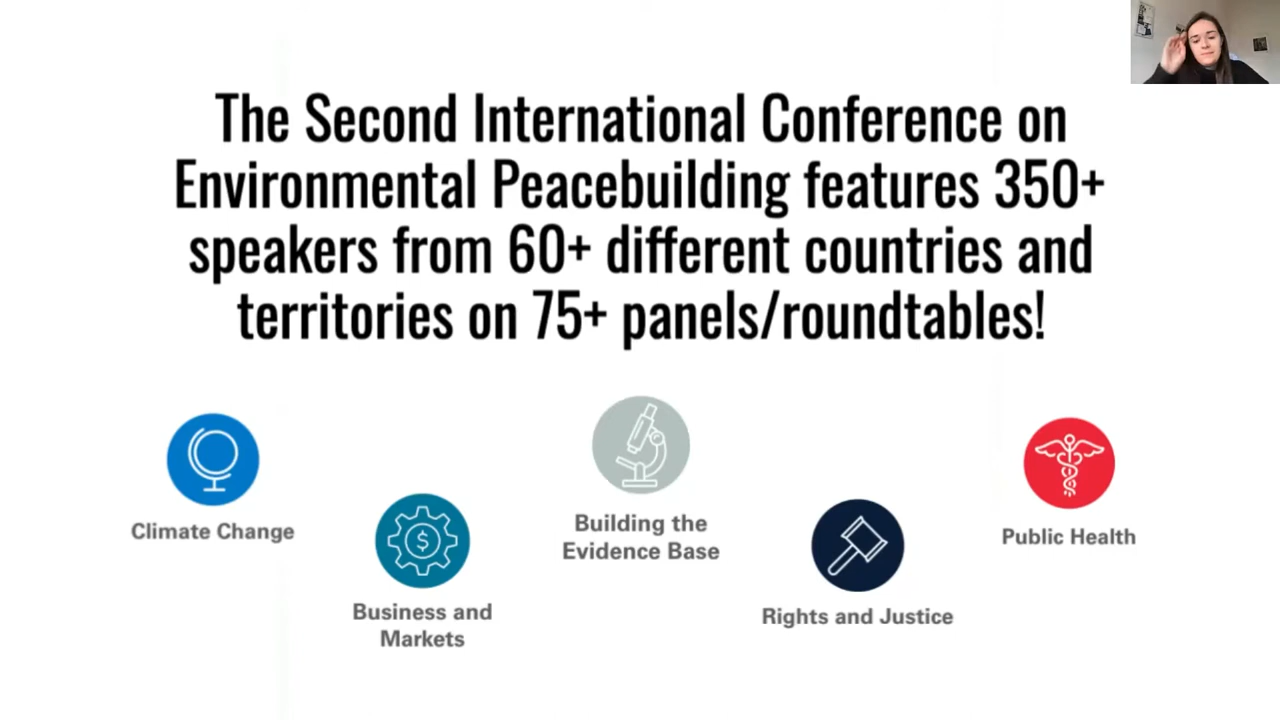 The Second International Conference on
Environmental Peacebuilding features 350+
speakers from 60+ different countries and
territories on 75+ panels/roundtables!
Climate Change
$
Business and
Markets
Building the
Evidence Base
Rights and Justice
Public Health